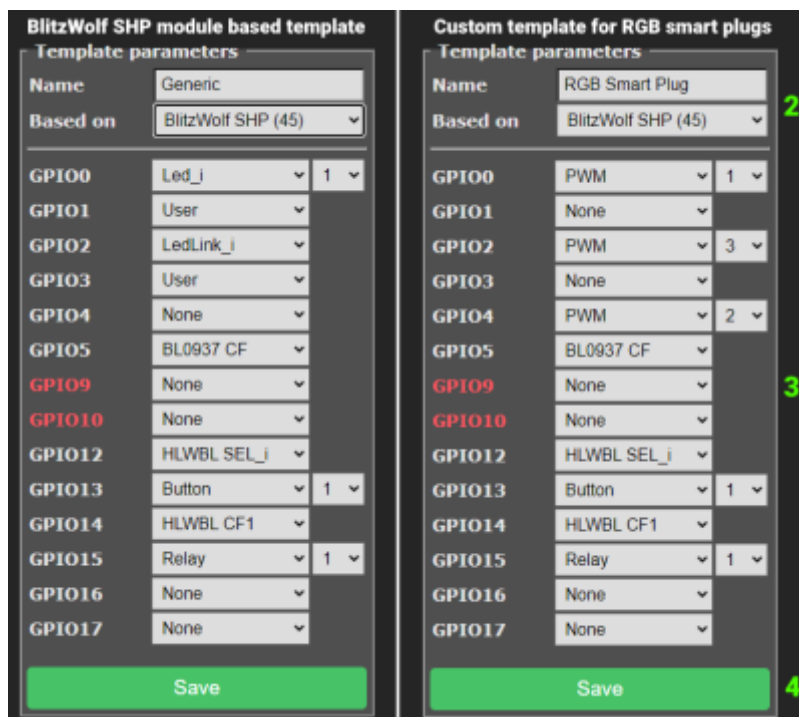 BlitzWolf SHP module based template
Template parameters
Name Generic
Based on BlitzWolf SHP (45)
GPIO0 Led_i 1
GPIO1 User
GPIO2 LedLink_i
GPIO3 User
GPIO4 None
GPIO5 BL0937 CF
GPIO9 None
GPIO10 None
GPIO12 HLWBL SEL_i
GPIO13 Button 1
GPIO14 HLWBL CF1
GPIO15 Relay 1
GPIO16 None
GPIO17 None
Save
Custom template for RGB smart plugs
Template parameters
Name RGB Smart Plug
Based on BlitzWolf SHP (45)
2
GPIO0 PWM 1
GPIO1 None
GPIO2 PWM 3
GPIO3 None
GPIO4 PWM 2
GPIO5 BL0937 CF
GPIO9 None
3
GPIO10 None
GPIO12 HLWBL SEL_i
GPIO13 Button 1
GPIO14 HLWBL CF1
GPIO15 Relay 1
GPIO16 None
GPIO17 None
Save
4